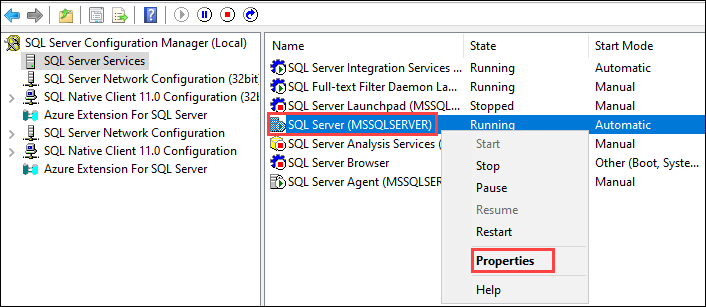 SQL Server Configuration Manager (Local)
SQL Server Services
SQL Server Network Configuration (32bit)
SQL Native Client 11.0 Configuration (32bit)
Azure Extension For SQL Server
SQL Server Network Configuration
SQL Native Client 11.0 Configuration
Azure Extension For SQL Server
Name State Start Mode
SQL Server Integration Services ... Running Automatic
SQL Full-text Filter Daemon La... Running Manual
SQL Server Launchpad (MSSQL... Stopped Manual
SQL Server (MSSQLSERVER) Running Automatic
SQL Server Analysis Services ( Manual
SQL Server Browser Other (Boot, Syste...
SQL Server Agent (MSSQLSER Manual
Start
Stop
Pause
Resume
Restart
Properties
Help